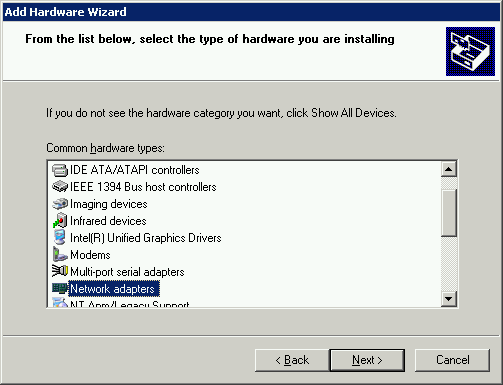 Add Hardware Wizard
From the list below, select the type of hardware you are installing
If you do not see the hardware category you want, click Show All Devices.
Common hardware types:
IDE ATA/ATAPI controllers
IEEE 1394 Bus host controllers
Imaging devices
Infrared devices
Intel(R) Unified Graphics Drivers
Modems
Multi-port serial adapters
Network adapters
NT Apm/Legacy Support
< Back
Next >
Cancel